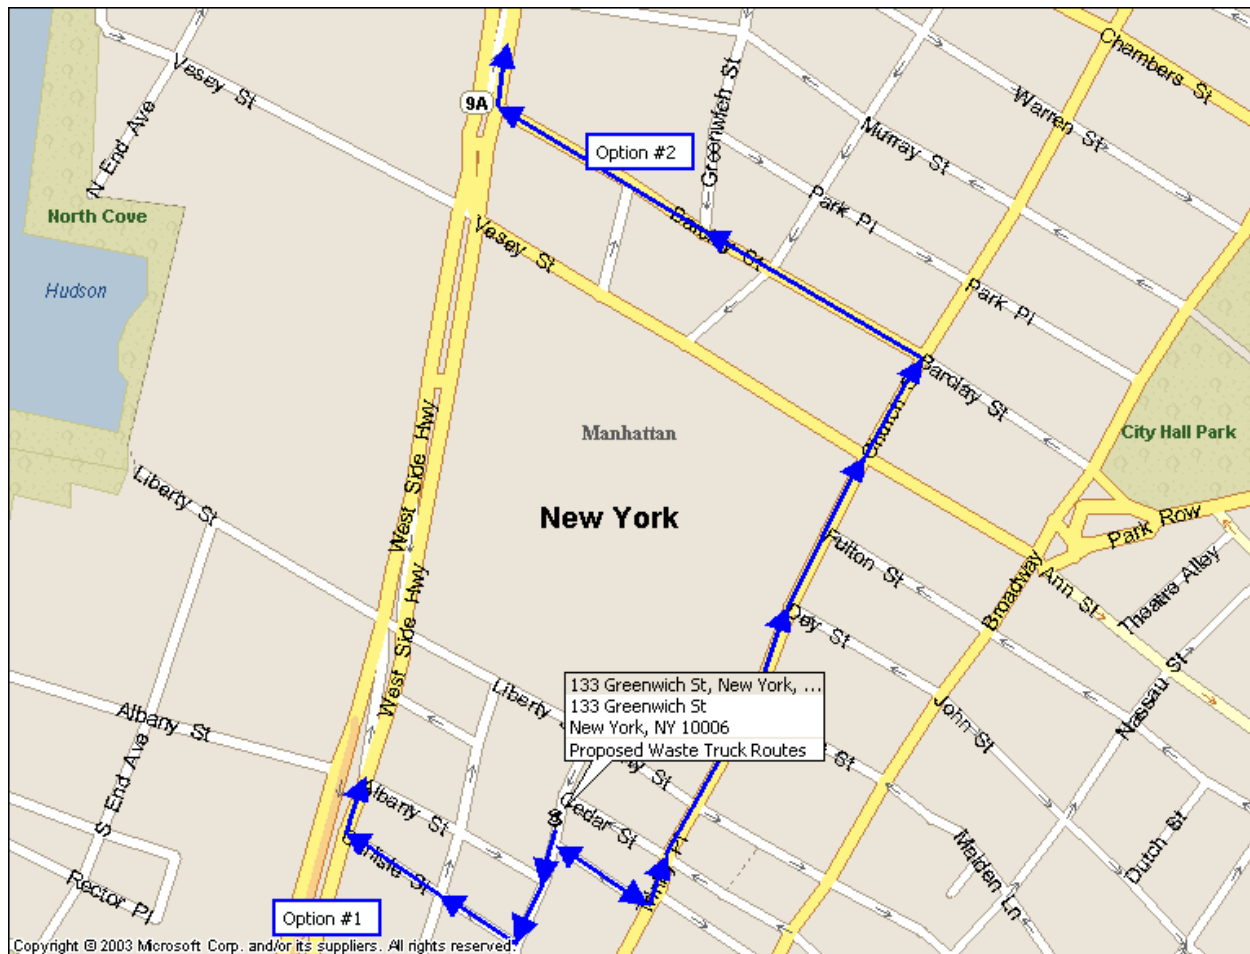 Vesey St
N End Ave
North Cove
Hudson
9A
Option #2
Greenwich St
Chambers St
Warren St
Murray St
Park Pl
Park Pl
Barclay St
Vesey St
Barclay St
City Hall Park
Church St
Manhattan
New York
West Side Hwy
West Side Hwy
Liberty St
Park Row
Fulton St
Broadway
Ann St
Theatre Alley
Dey St
Nassau St
John St
Liberty St
133 Greenwich St, New York, ...
133 Greenwich St
New York, NY 10006
Proposed Waste Truck Routes
Albany St
S End Ave
Albany St
Cedar St
Maiden Ln
Dutch St
Carlisle St
Rector Pl
Option #1
Copyright © 2003 Microsoft Corp. and/or its suppliers. All rights reserved.